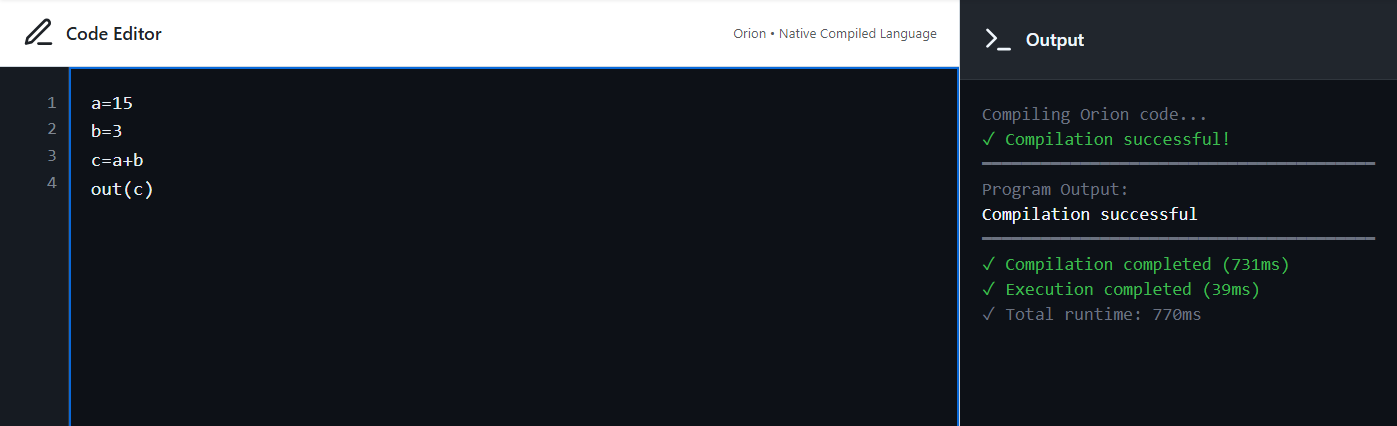 Code Editor
Orion • Native Compiled Language
1 a=15
2 b=3
3 c=a+b
4 out(c)
Output
Compiling Orion code...
✓ Compilation successful!
Program Output:
Compilation successful
✓ Compilation completed (731ms)
✓ Execution completed (39ms)
✓ Total runtime: 770ms